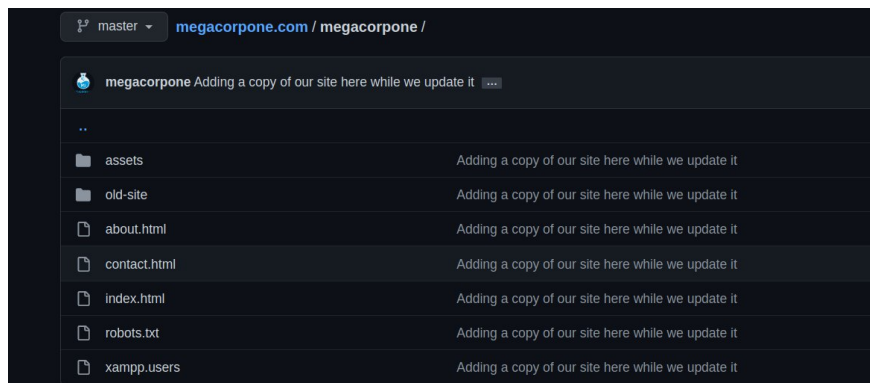 master megacorpone.com / megacorpone /
megacorpone Adding a copy of our site here while we update it ...
..
assets Adding a copy of our site here while we update it
old-site Adding a copy of our site here while we update it
about.html Adding a copy of our site here while we update it
contact.html Adding a copy of our site here while we update it
index.html Adding a copy of our site here while we update it
robots.txt Adding a copy of our site here while we update it
xampp.users Adding a copy of our site here while we update it